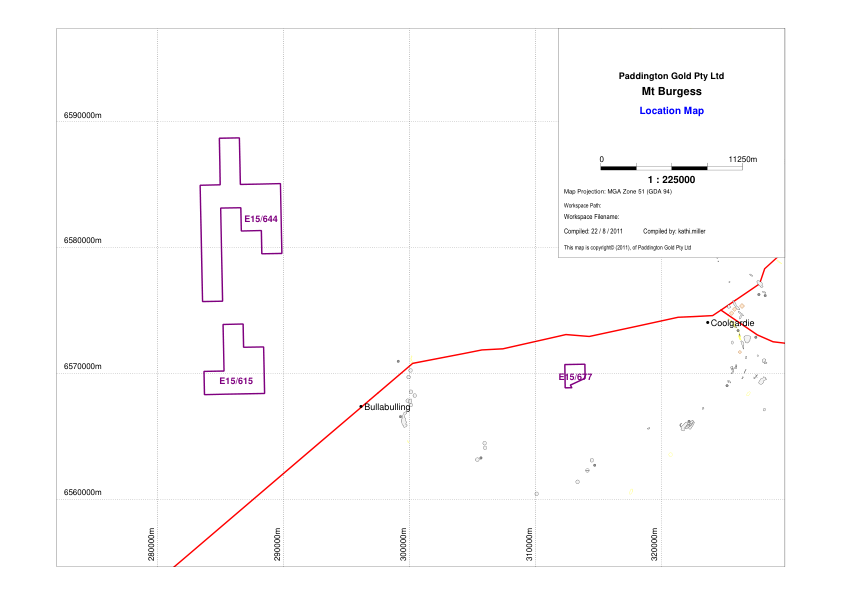 Paddington Gold Pty Ltd
Mt Burgess
Location Map
0 11250m
1 : 225000
Map Projection: MGA Zone 51 (GDA 94)
Workspace Path:
Workspace Filename:
Compiled: 22 / 8 / 2011 Compiled by: kathi miller
This map is copyright© (2011), of Paddington Gold Pty Ltd
6590000m
E15/644
6580000m
Coolgardie
6570000m
E15/615
E15/677
Bullabulling
6560000m
280000m
290000m
300000m
310000m
320000m